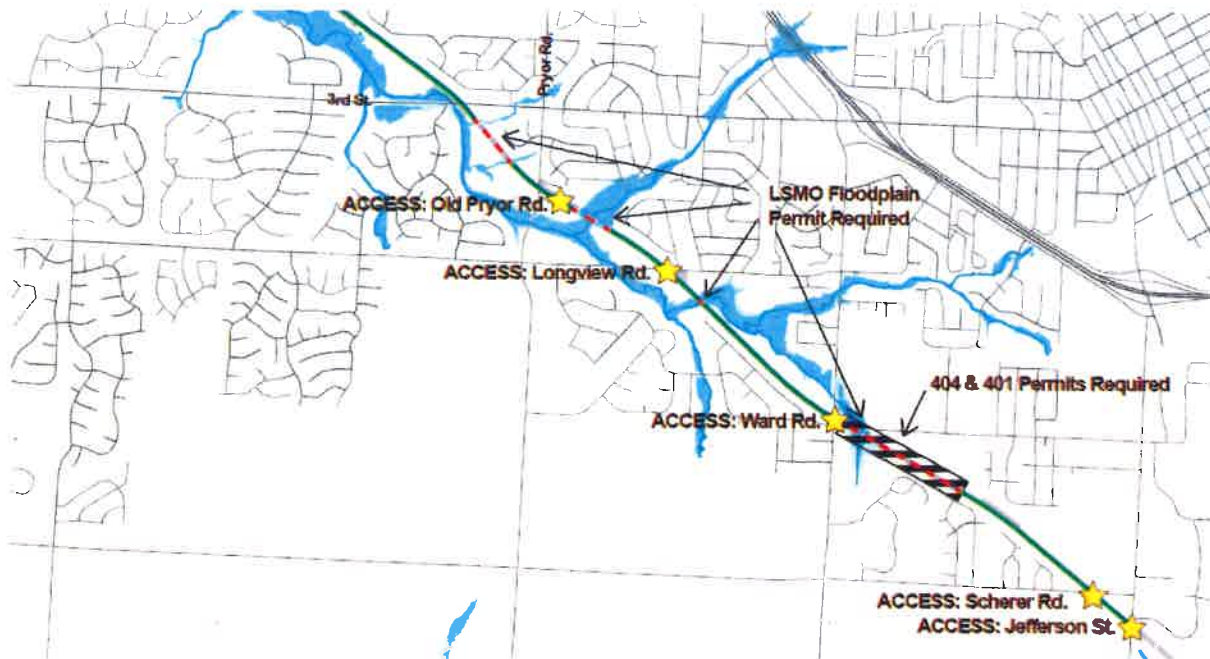 Pryor Rd.
3rd St.
LSMO Floodplain
Permit Required
ACCESS: Old Pryor Rd.
ACCESS: Longview Rd.
404 & 401 Permits Required
ACCESS: Ward Rd.
ACCESS: Scherer Rd.
ACCESS: Jefferson St.